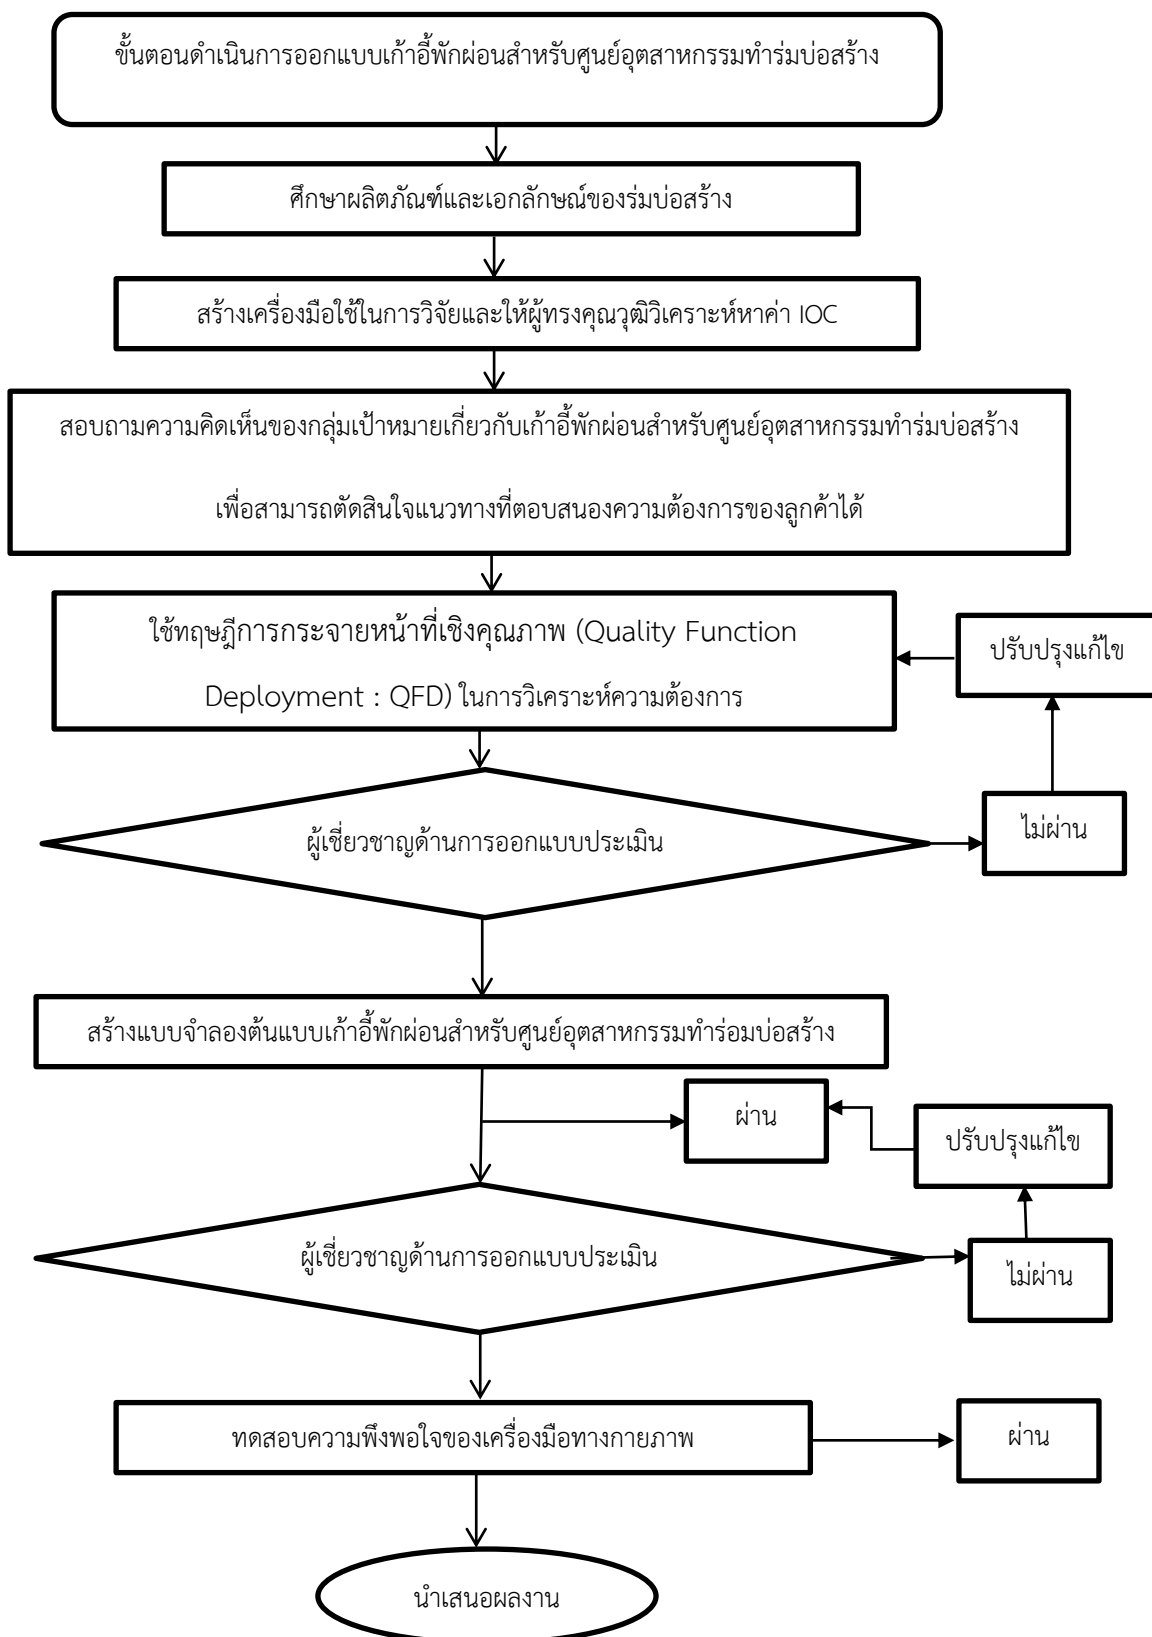 ขั้นตอนดำเนินการออกแบบเก้าอี้พักผ่อนสำหรับศูนย์อุตสาหกรรมทำร่มบ่อสร้าง
ศึกษาผลิตภัณฑ์และเอกลักษณ์ของร่มบ่อสร้าง
สร้างเครื่องมือใช้ในการวิจัยและให้ผู้ทรงคุณวุฒิวิเคราะห์หาค่า IOC
สอบถามความคิดเห็นของกลุ่มเป้าหมายเกี่ยวกับเก้าอี้พักผ่อนสำหรับศูนย์อุตสาหกรรมทำร่มบ่อสร้าง
เพื่อสามารถตัดสินใจแนวทางที่ตอบสนองความต้องการของลูกค้าได้
ใช้ทฤษฎีการกระจายหน้าที่เชิงคุณภาพ (Quality Function
Deployment : QFD) ในการวิเคราะห์ความต้องการ
ปรับปรุงแก้ไข
ผู้เชี่ยวชาญด้านการออกแบบประเมิน
ไม่ผ่าน
สร้างแบบจำลองต้นแบบเก้าอี้พักผ่อนสำหรับศูนย์อุตสาหกรรมทำร่อมบ่อสร้าง
ผ่าน
ปรับปรุงแก้ไข
ผู้เชี่ยวชาญด้านการออกแบบประเมิน
ไม่ผ่าน
ทดสอบความพึงพอใจของเครื่องมือทางกายภาพ
ผ่าน
นำเสนอผลงาน